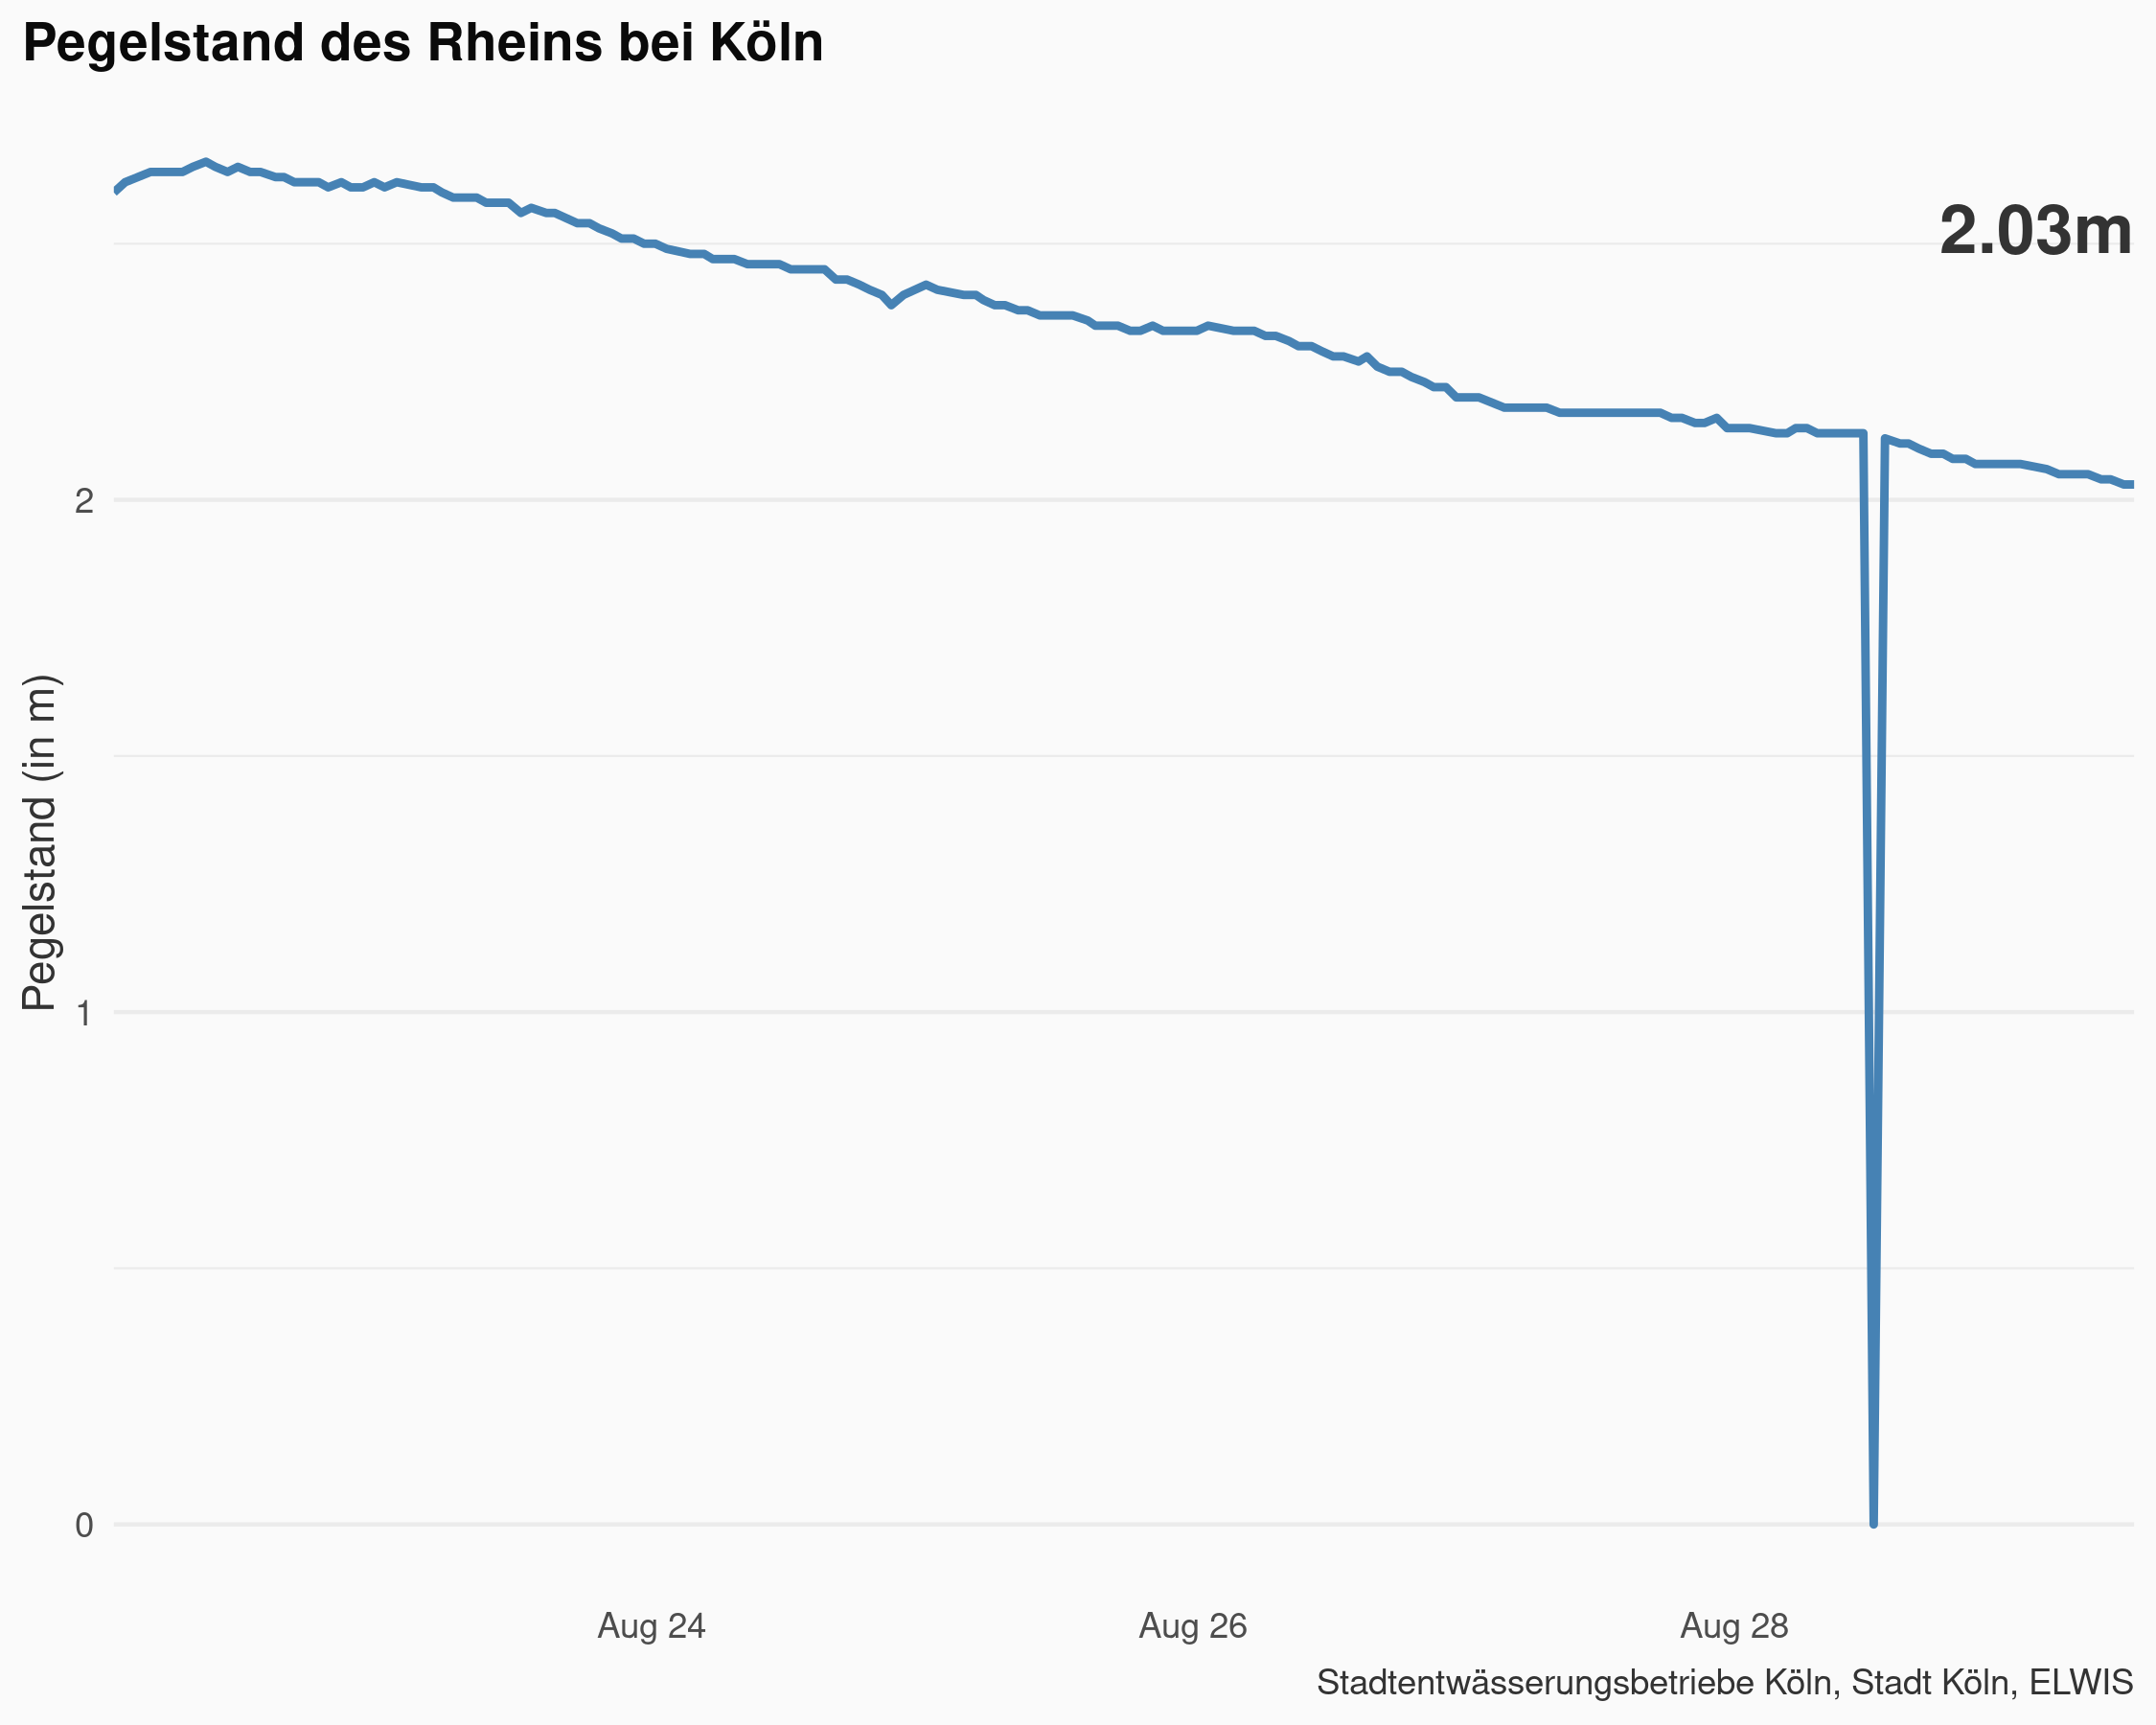 Pegelstand des Rheins bei Köln
2.03m
Pegelstand (in m)
2
1
0
Aug 24
Aug 26
Aug 28
Stadtentwässerungsbetriebe Köln, Stadt Köln, ELWIS